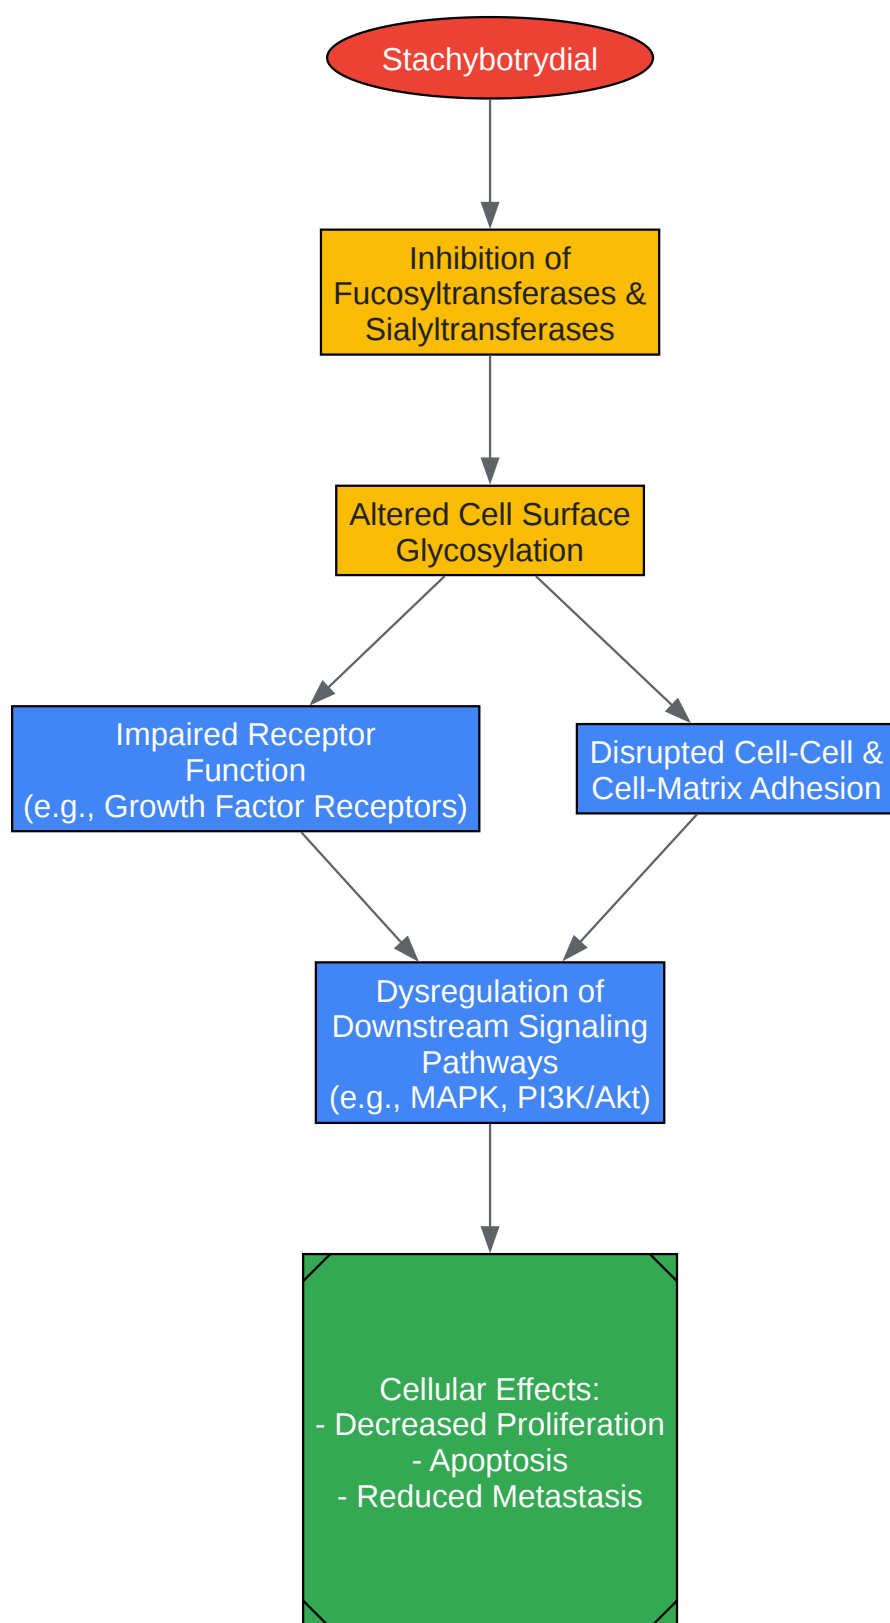 Stachybotrydial
Inhibition of
Fucosyltransferases &
Sialyltransferases
Altered Cell Surface
Glycosylation
Impaired Receptor
Function
(e.g., Growth Factor Receptors)
Disrupted Cell-Cell &
Cell-Matrix Adhesion
Dysregulation of
Downstream Signaling
Pathways
(e.g., MAPK, PI3K/Akt)
Cellular Effects:
- Decreased Proliferation
- Apoptosis
- Reduced Metastasis